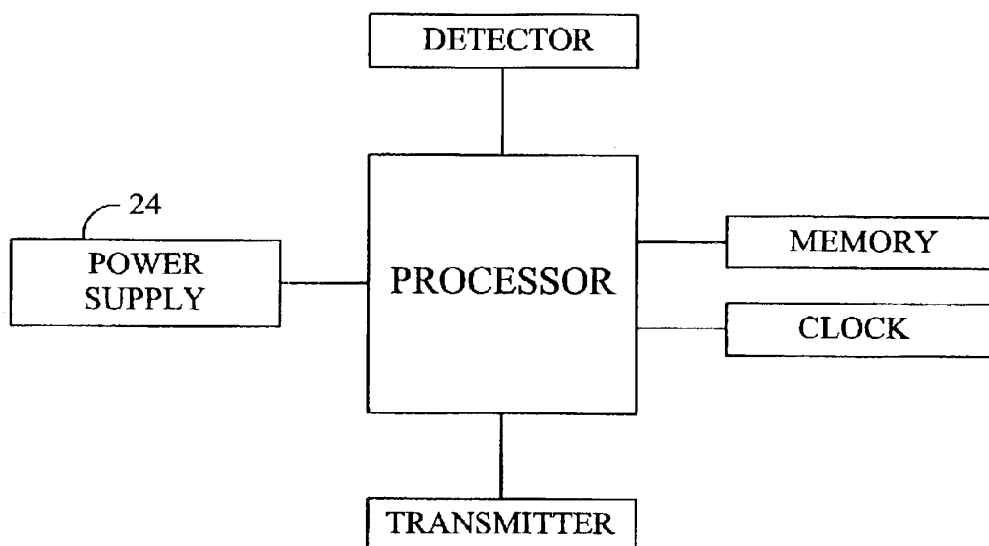 DETECTOR
24
POWER
SUPPLY
PROCESSOR
MEMORY
CLOCK
TRANSMITTER